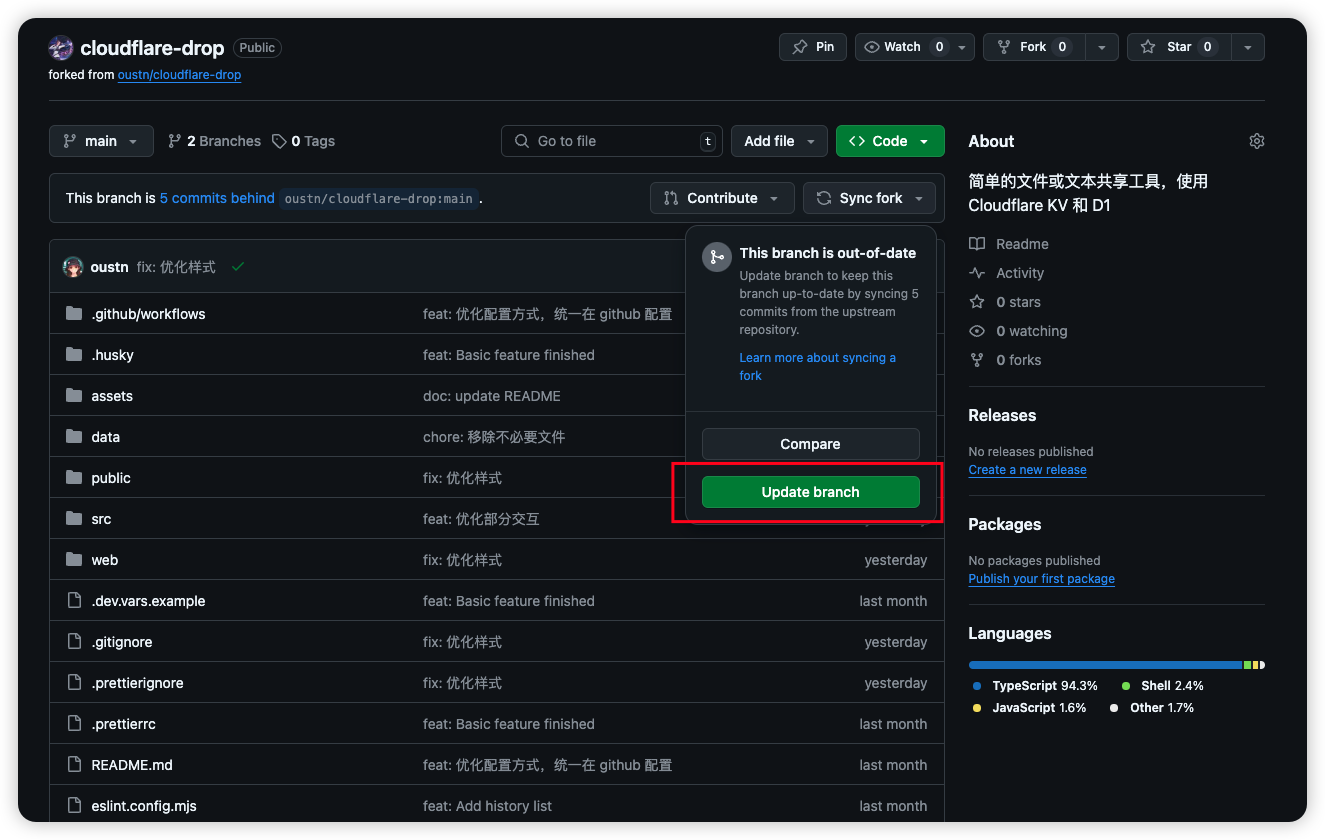 cloudflare-drop Public
Pin
Watch 0
Fork 0
Star 0
forked from oustn/cloudflare-drop
main
2 Branches
0 Tags
Go to file t
Add file
Code
This branch is 5 commits behind oustn/cloudflare-drop:main .
Contribute
Sync fork
This branch is out-of-date
Update branch to keep this
branch up-to-date by syncing 5
commits from the upstream
repository.
Learn more about syncing a
fork
Compare
Update branch
oustn fix: 优化样式
.github/workflows feat: 优化配置方式，统一在 github 配置
.husky feat: Basic feature finished
assets doc: update README
data chore: 移除不必要文件
public fix: 优化样式
src feat: 优化部分交互
web fix: 优化样式 yesterday
.dev.vars.example feat: Basic feature finished last month
.gitignore fix: 优化样式 yesterday
.prettierignore fix: 优化样式 yesterday
.prettierrc feat: Basic feature finished last month
README.md feat: 优化配置方式，统一在 github 配置 last month
eslint.config.mjs feat: Add history list last month
About
简单的文件或文本共享工具，使用
Cloudflare KV 和 D1
Readme
Activity
0 stars
0 watching
0 forks
Releases
No releases published
Create a new release
Packages
No packages published
Publish your first package
Languages
TypeScript 94.3%
Shell 2.4%
JavaScript 1.6%
Other 1.7%